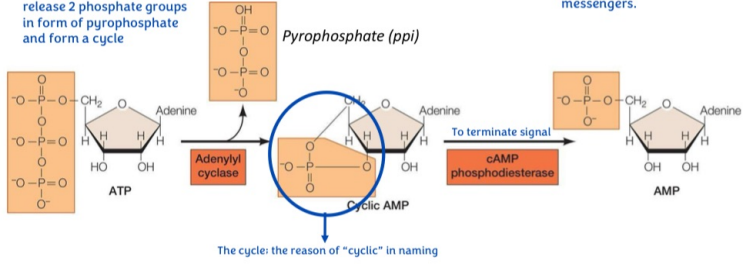 release 2 phosphate groups
in form of pyrophosphate
and form a cycle
messengers.
OH
⁻O–P=O
O
⁻O–P=O
⁻O
Pyrophosphate (ppi)
O
⁻O–P–O–CH₂
O
Adenine
O
⁻O–P=O
O
⁻O–P=O
O⁻
H H H H
HO OH
ATP
Adenylyl
cyclase
CH₂
O
Adenine
H H H H
O
⁻O–P–O
O
OH
Cyclic AMP
The cycle: the reason of "cyclic" in naming
To terminate signal
cAMP
phosphodiesterase
O
⁻O–P–O–CH₂
O⁻
O
Adenine
H H H H
OH OH
AMP